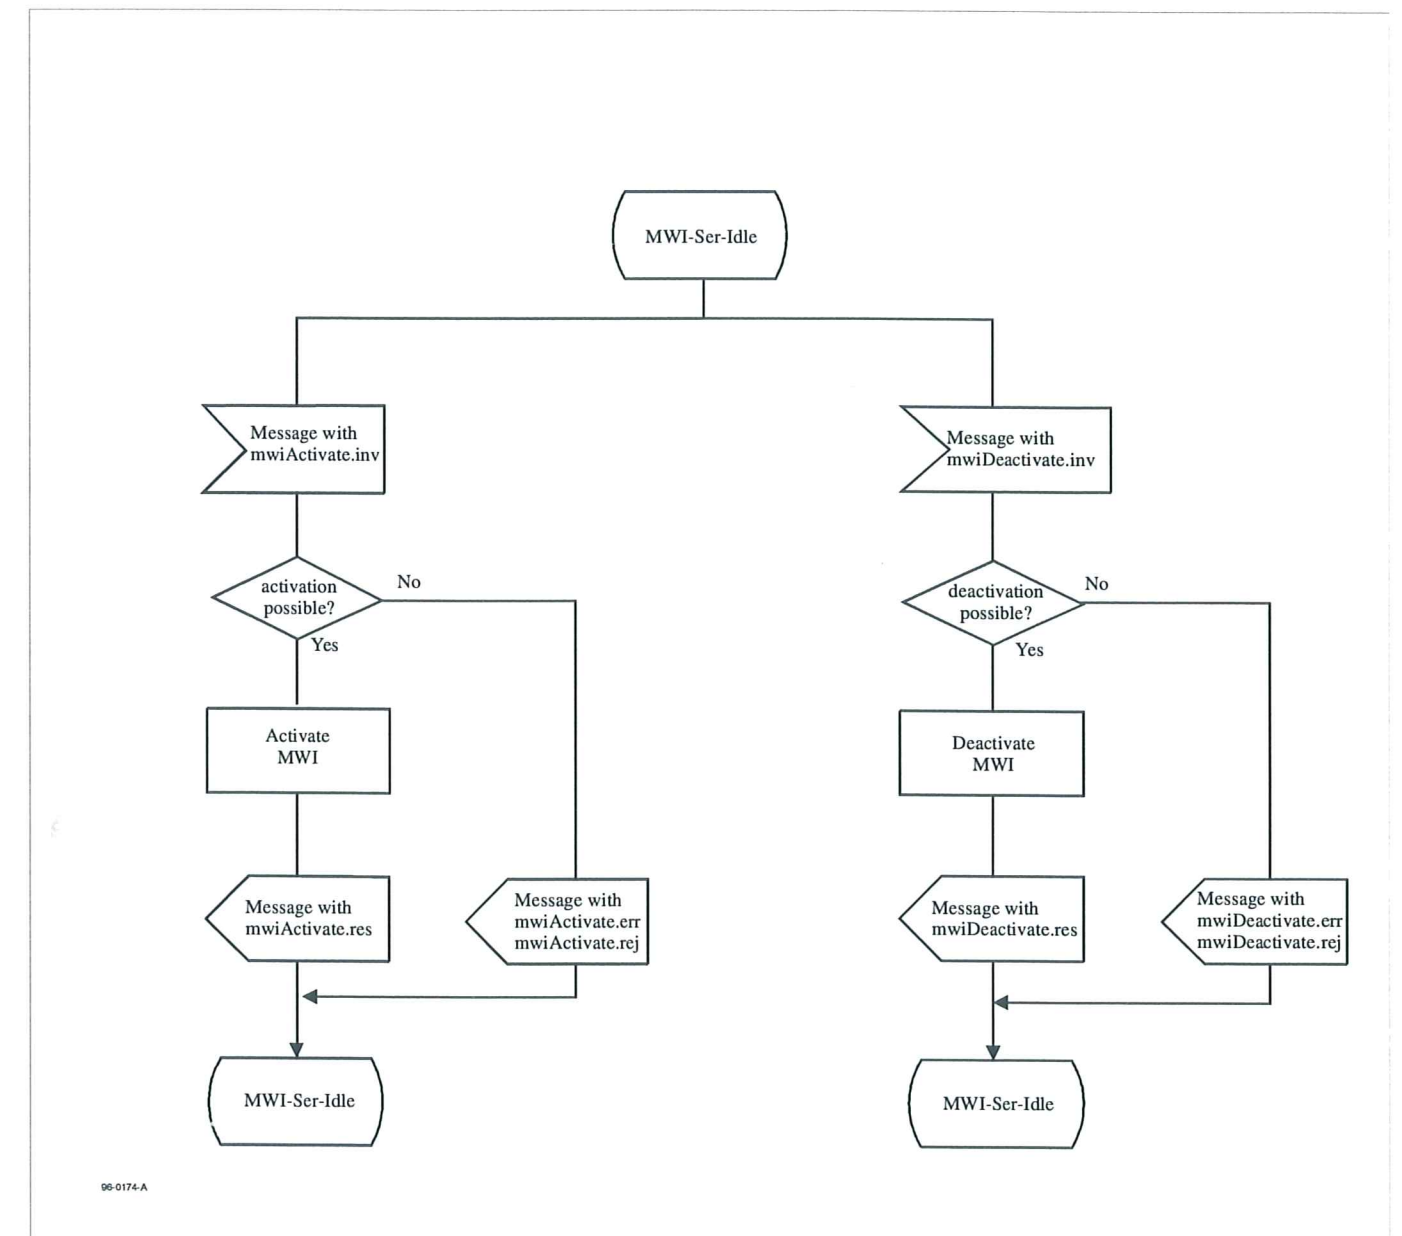 MWI-Ser-Idle
Message with
mwiActivate.inv
activation
possible?
No
Yes
Activate
MWI
Message with
mwiActivate.res
Message with
mwiActivate.err
mwiActivate.rej
MWI-Ser-Idle
Message with
mwiDeactivate.inv
deactivation
possible?
No
Yes
Deactivate
MWI
Message with
mwiDeactivate.res
Message with
mwiDeactivate.err
mwiDeactivate.rej
MWI-Ser-Idle
96-0174-A